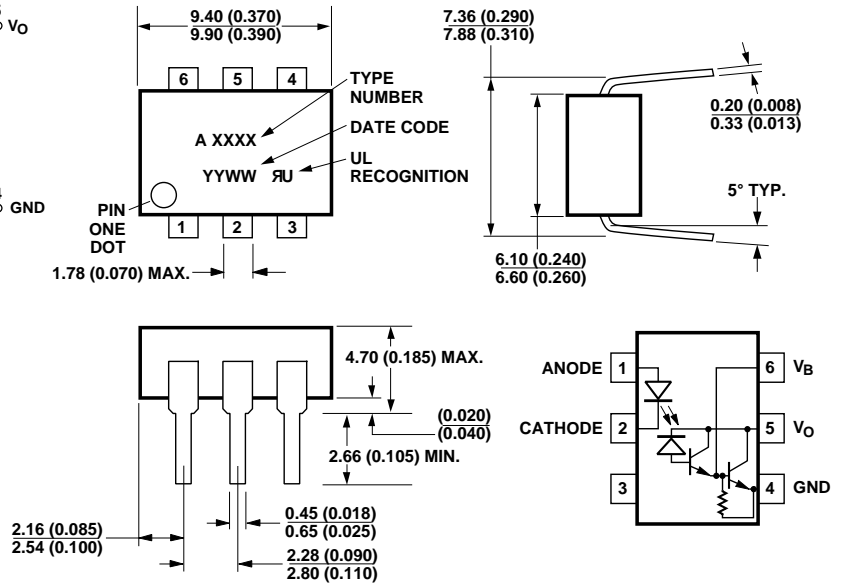 VO
GND
9.40 (0.370)
9.90 (0.390)
6 5 4
TYPE
NUMBER
A XXXX
DATE CODE
YYWW RU
UL
RECOGNITION
PIN
ONE
DOT
1 2 3
1.78 (0.070) MAX.
7.36 (0.290)
7.88 (0.310)
0.20 (0.008)
0.33 (0.013)
5° TYP.
6.10 (0.240)
6.60 (0.260)
4.70 (0.185) MAX.
(0.020)
(0.040)
2.66 (0.105) MIN.
0.45 (0.018)
0.65 (0.025)
2.16 (0.085)
2.54 (0.100)
2.28 (0.090)
2.80 (0.110)
ANODE 1
6 VB
CATHODE 2
5 VO
3
4 GND